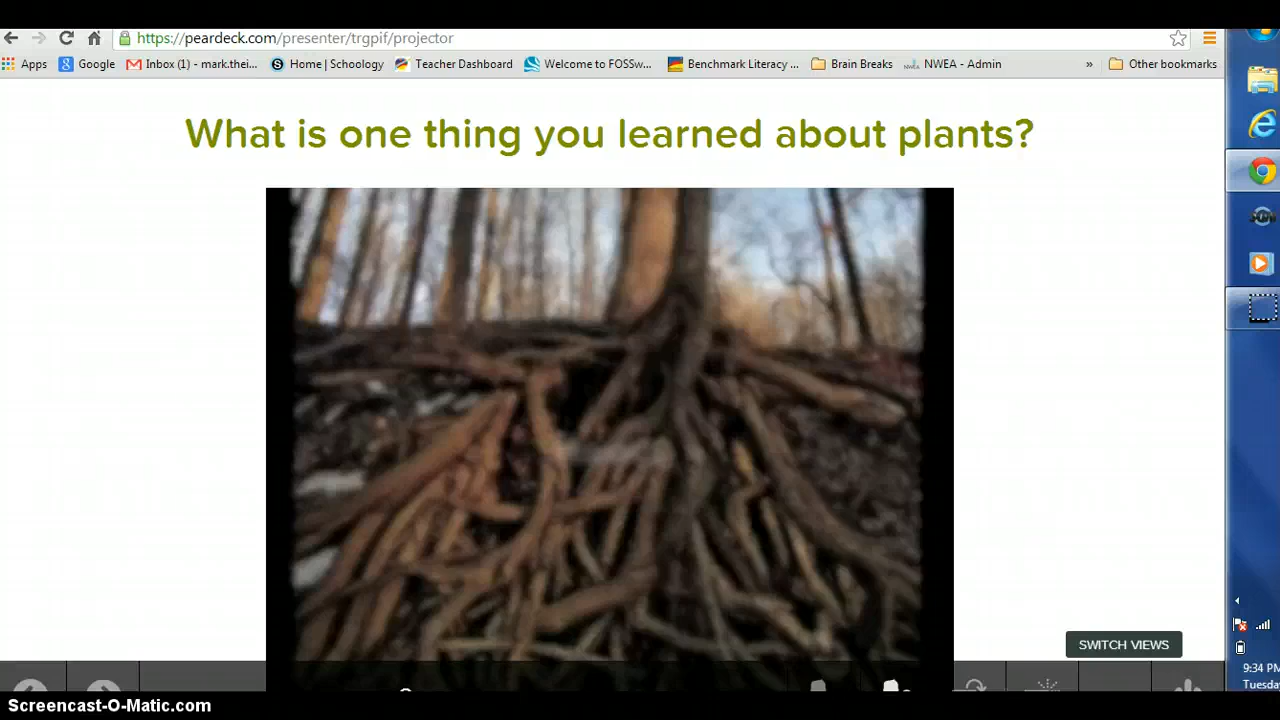 https://peardeck.com/presenter/trgpif/projector
Apps Google Inbox (1) - mark.thei... Home | Schoology Teacher Dashboard Welcome to FOSSw... Benchmark Literacy ... Brain Breaks NWEA - Admin » Other bookmarks
What is one thing you learned about plants?
SWITCH VIEWS
9:34 PM
Tuesda
Screencast-O-Matic.com